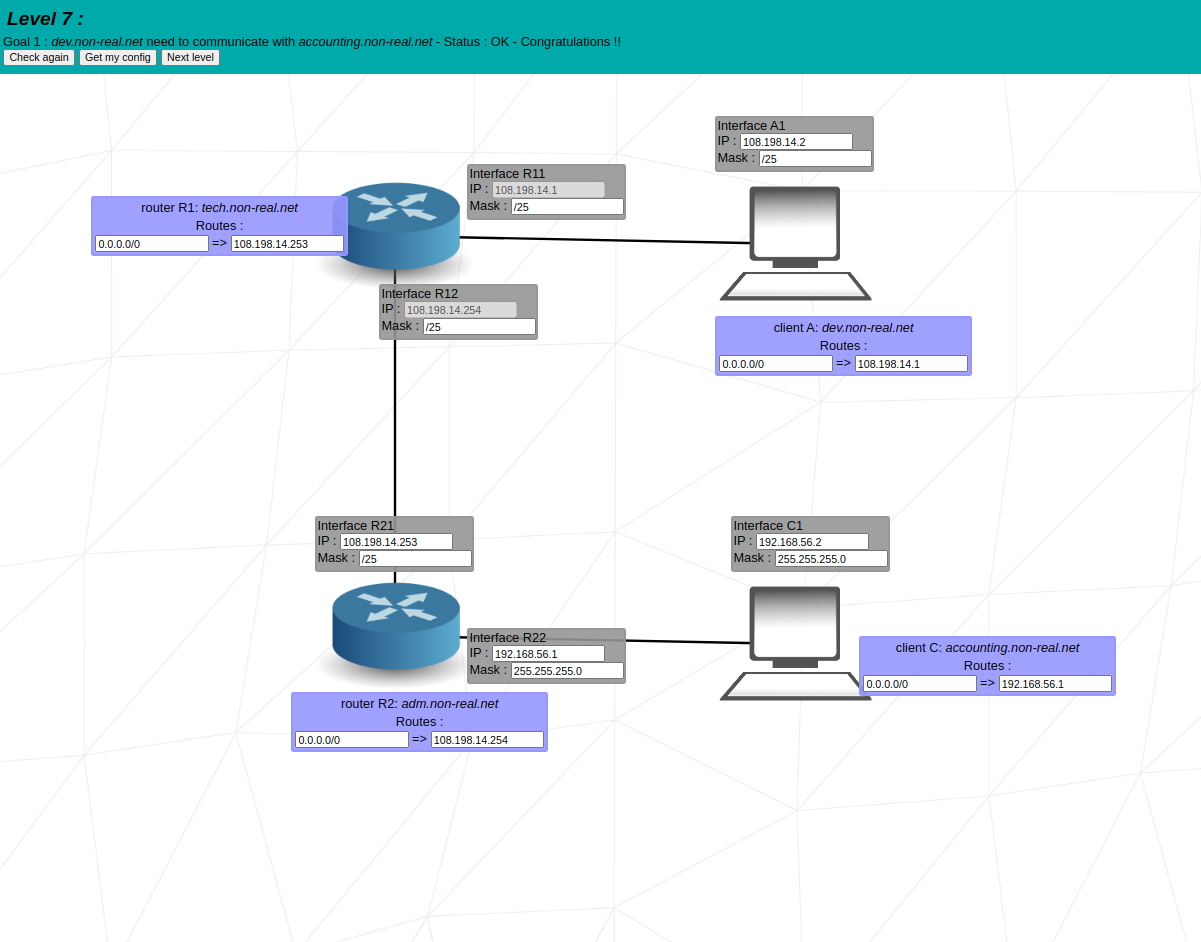 Level 7 :
Goal 1 : dev.non-real.net need to communicate with accounting.non-real.net - Status : OK - Congratulations !!
Check again Get my config Next level
Interface A1
IP : 108.198.14.2
Mask : /25
Interface R11
IP : 108.198.14.1
Mask : /25
router R1: tech.non-real.net
Routes :
0.0.0.0/0 => 108.198.14.253
Interface R12
IP : 108.198.14.254
Mask : /25
client A: dev.non-real.net
Routes :
0.0.0.0/0 => 108.198.14.1
Interface R21
IP : 108.198.14.253
Mask : /25
Interface C1
IP : 192.168.56.2
Mask : 255.255.255.0
Interface R22
IP : 192.168.56.1
Mask : 255.255.255.0
client C: accounting.non-real.net
Routes :
0.0.0.0/0 => 192.168.56.1
router R2: adm.non-real.net
Routes :
0.0.0.0/0 => 108.198.14.254